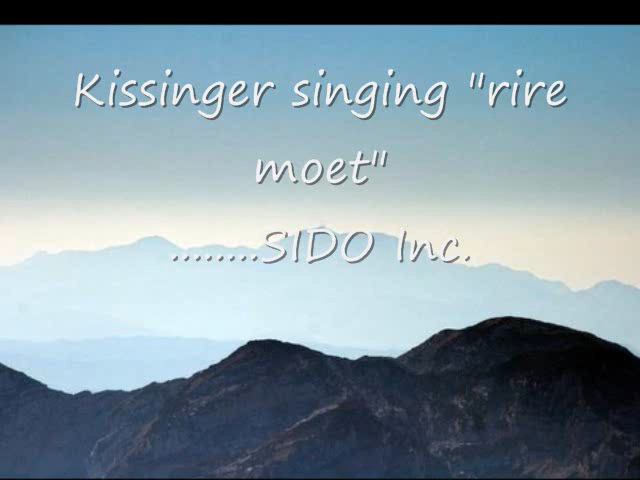 Kissinger singing "rire
moet"
........SIDO Inc.